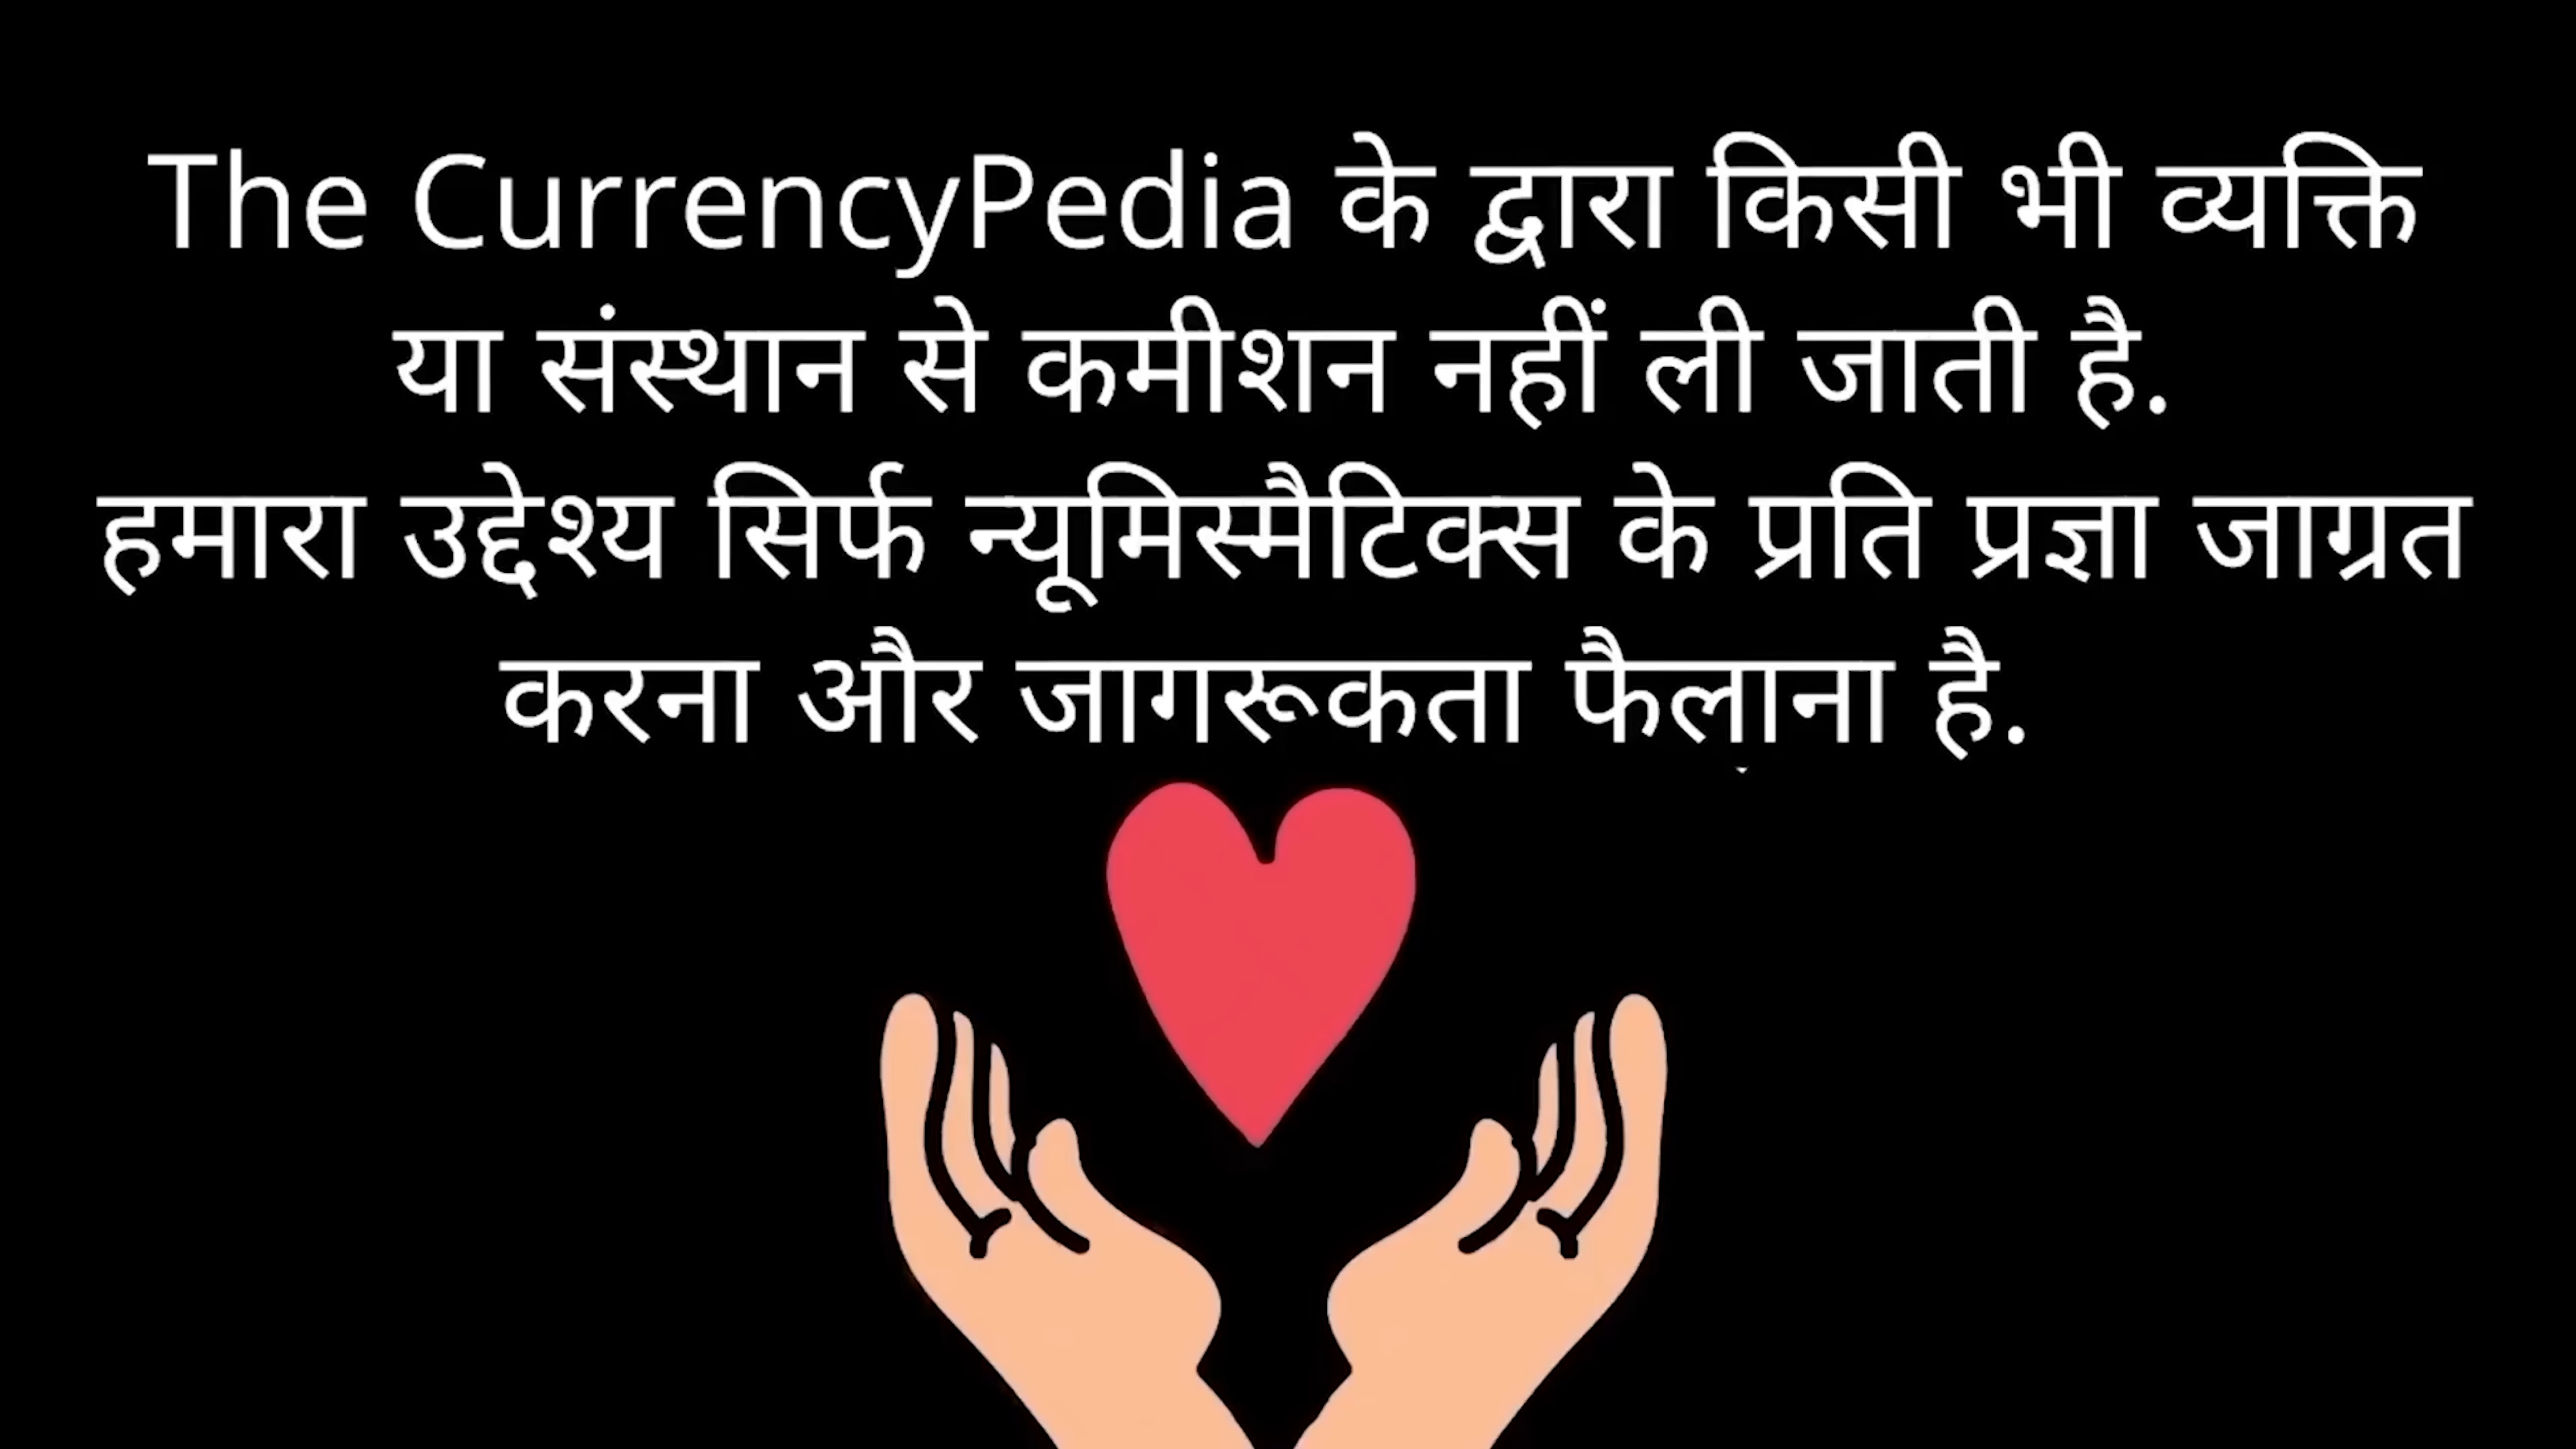 The CurrencyPedia के द्वारा किसी भी व्यक्ति
या संस्थान से कमीशन नहीं ली जाती है.
हमारा उद्देश्य सिर्फ न्यूमिस्मैटिक्स के प्रति प्रज्ञा जाग्रत
करना और जागरूकता फैलाना है.